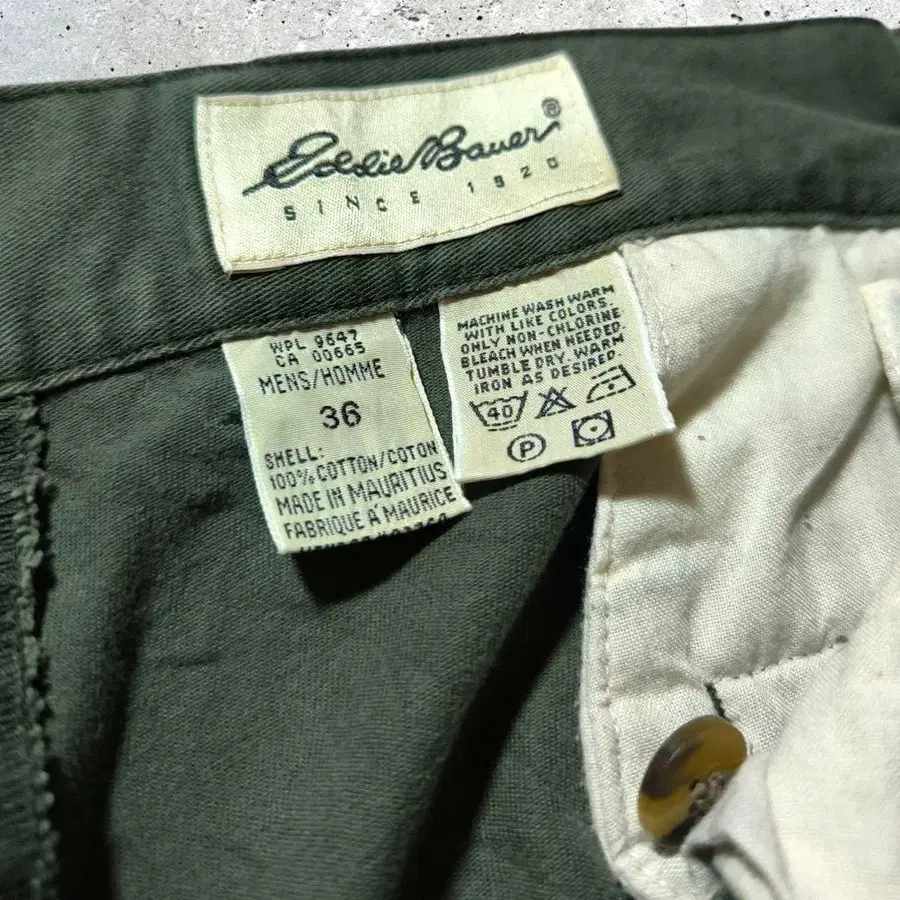 Eddie Bauer®
SINCE 1920
WPL 9647
CA 00665
MENS/HOMME
36
SHELL:
100% COTTON/COTON
MADE IN MAURITIUS
FABRIQUE À MAURICE
MACHINE WASH WARM
WITH LIKE COLORS.
ONLY NON-CHLORINE
BLEACH WHEN NEEDED.
TUMBLE DRY. WARM
IRON AS DESIRED.
40
P